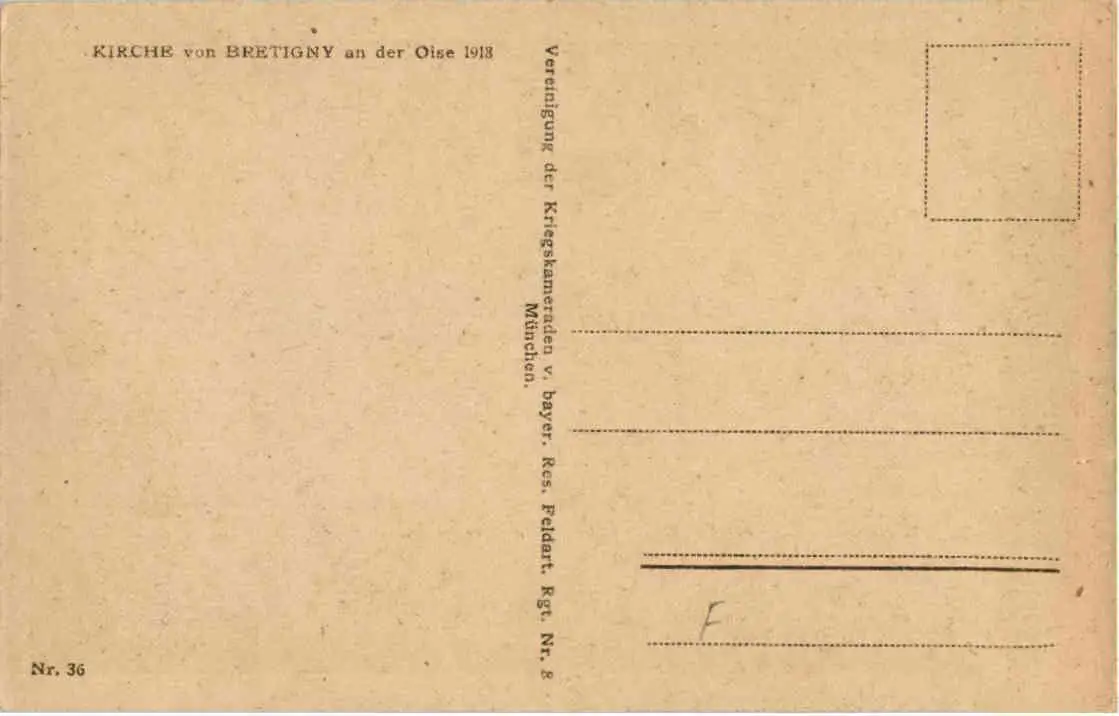 KIRCHE von BRETIGNY an der Oise 1918
Vereinigung der Kriegskameraden v. bayer. Res. Feldart. Rgt. Nr. 8
München.
F
Nr. 36